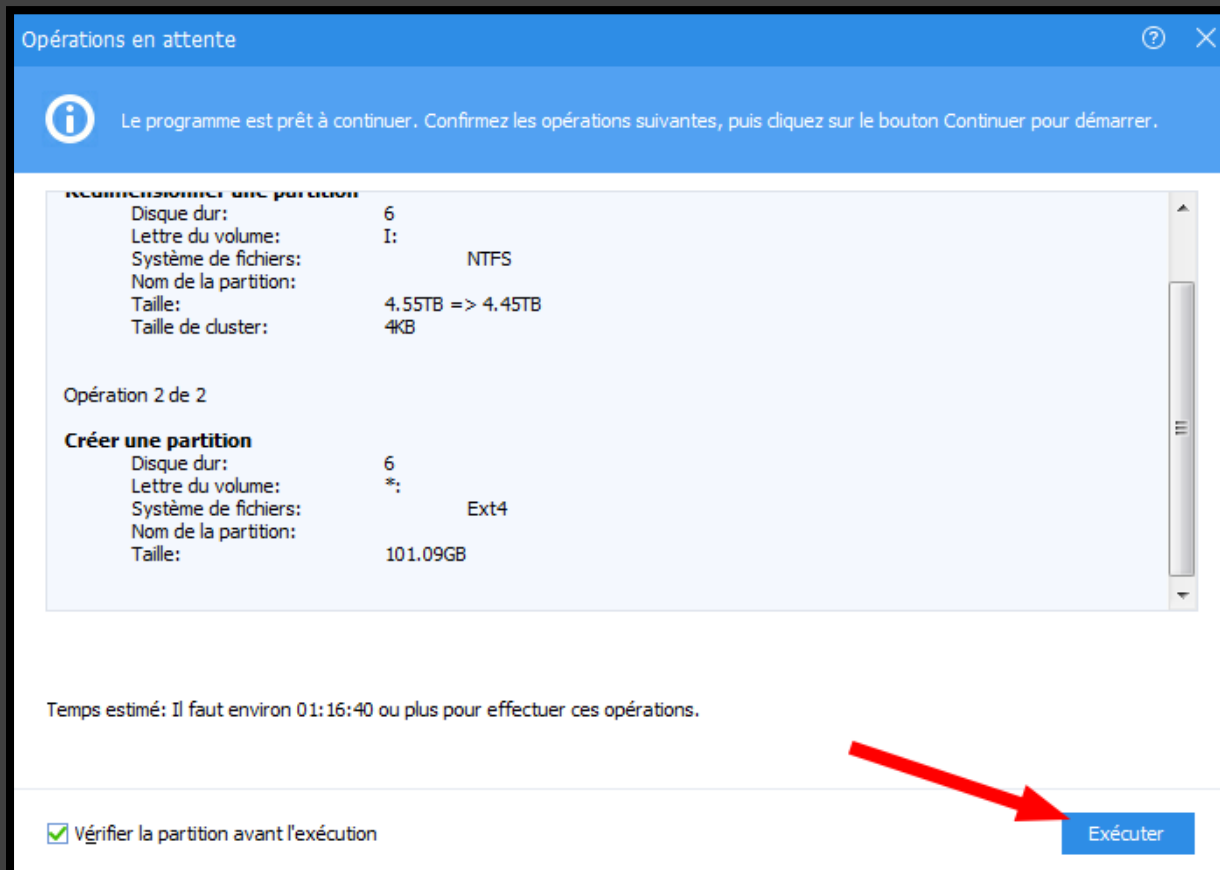 Opérations en attente
Le programme est prêt à continuer. Confirmez les opérations suivantes, puis cliquez sur le bouton Continuer pour démarrer.
Redimensionner une partition
Disque dur: 6
Lettre du volume: I:
Système de fichiers: NTFS
Nom de la partition:
Taille: 4.55TB => 4.45TB
Taille de cluster: 4KB
Opération 2 de 2
Créer une partition
Disque dur: 6
Lettre du volume: *:
Système de fichiers: Ext4
Nom de la partition:
Taille: 101.09GB
Temps estimé: Il faut environ 01:16:40 ou plus pour effectuer ces opérations.
Vérifier la partition avant l'exécution
Exécuter